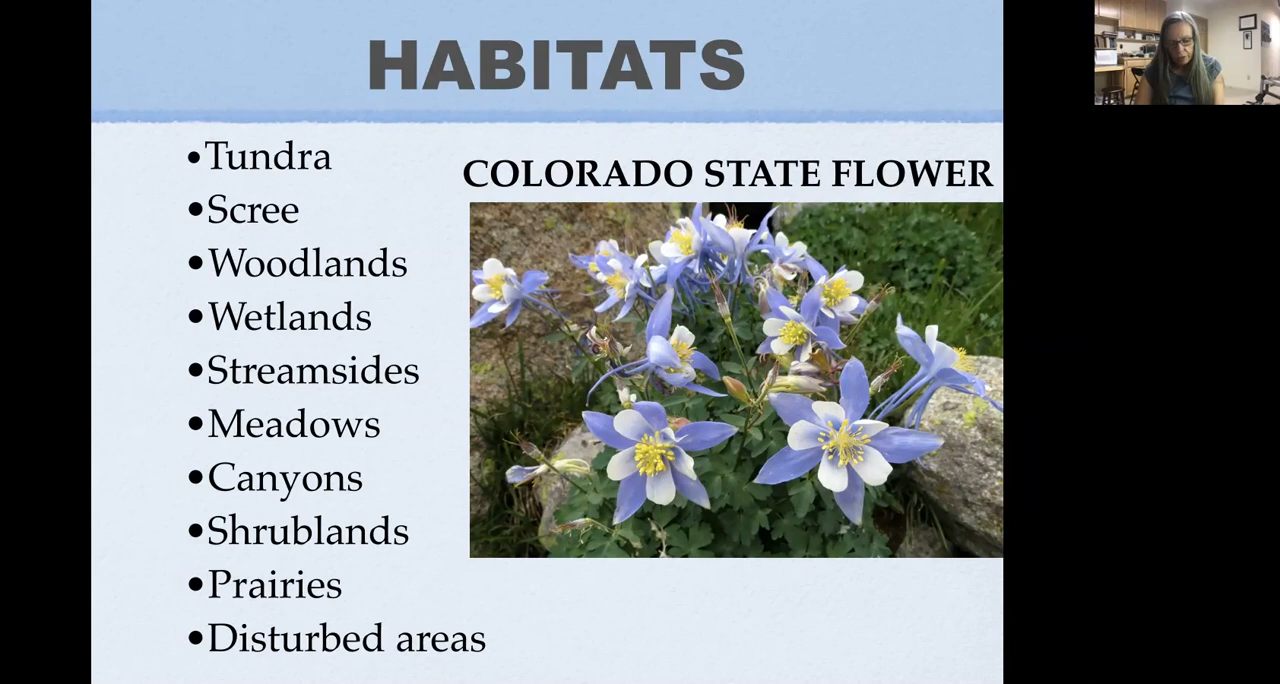 HABITATS
•Tundra
•Scree
•Woodlands
•Wetlands
•Streamsides
•Meadows
•Canyons
•Shrublands
•Prairies
•Disturbed areas
COLORADO STATE FLOWER